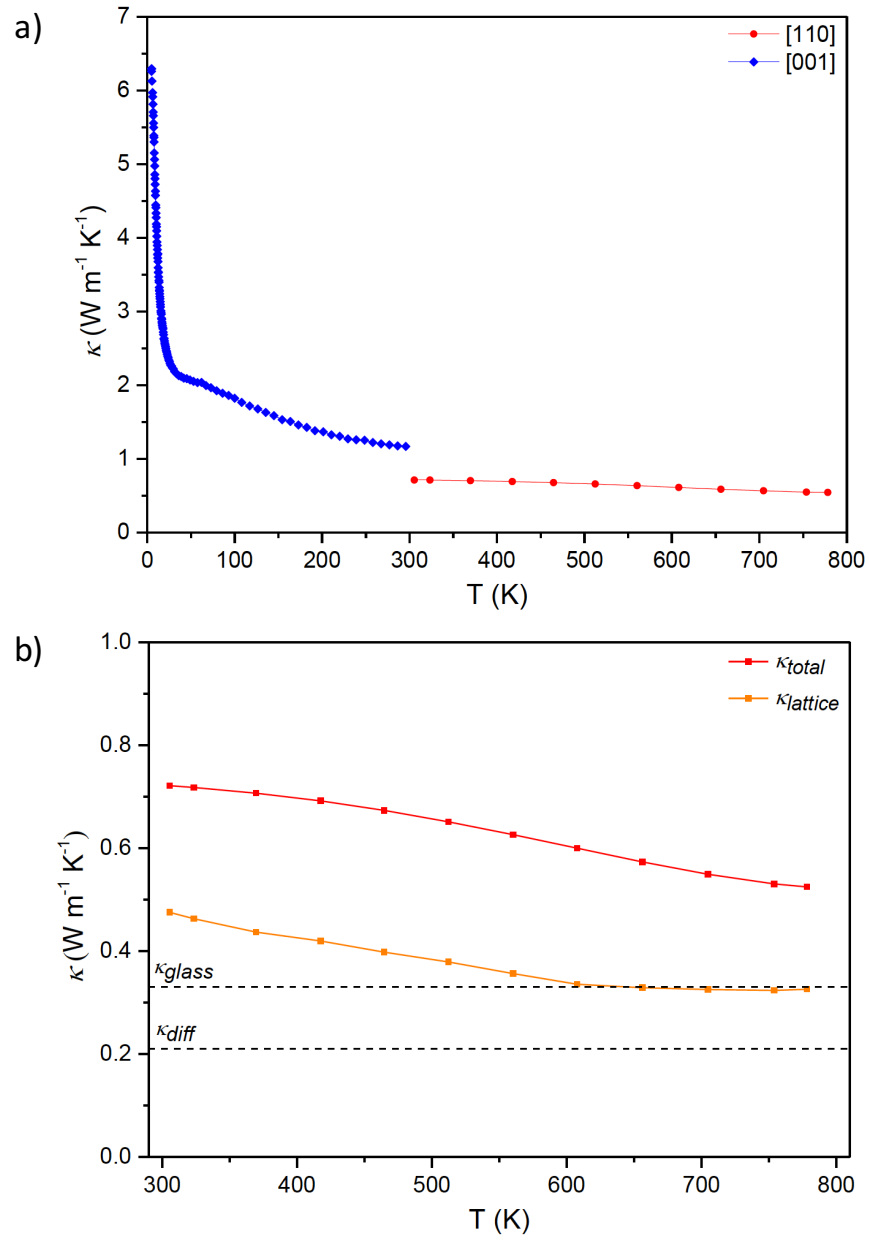 a)
[110]
[001]
7
6
5
4
3
2
1
0
κ (W m⁻¹ K⁻¹)
0 100 200 300 400 500 600 700 800
T (K)
b)
κtotal
κlattice
1.0
0.8
0.6
0.4
0.2
0.0
κ (W m⁻¹ K⁻¹)
κglass
κdiff
300 400 500 600 700 800
T (K)